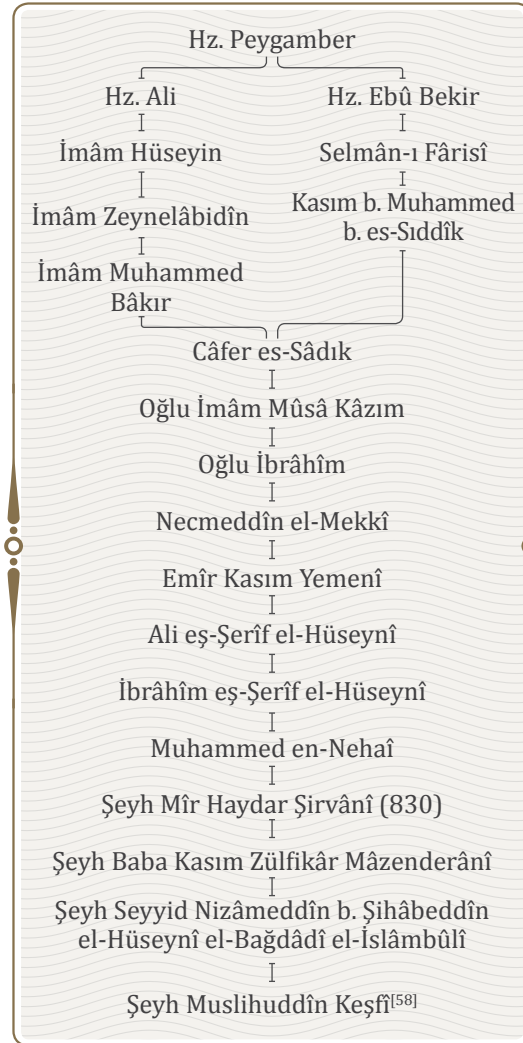 Hz. Peygamber
Hz. Ali
Hz. Ebû Bekir
İmâm Hüseyin
Selmân-ı Fârisî
İmâm Zeynelâbidîn
Kasım b. Muhammed
b. es-Sıddîk
İmâm Muhammed
Bâkır
Câfer es-Sâdık
Oğlu İmâm Mûsâ Kâzım
Oğlu İbrâhîm
Necmeddîn el-Mekkî
Emîr Kasım Yemenî
Ali eş-Şerîf el-Hüseynî
İbrâhîm eş-Şerîf el-Hüseynî
Muhammed en-Nehaî
Şeyh Mîr Haydar Şirvânî (830)
Şeyh Baba Kasım Zülfikâr Mâzenderânî
Şeyh Seyyid Nizâmeddîn b. Şihâbeddîn
el-Hüseynî el-Bağdâdî el-İslâmbûlî
Şeyh Muslihuddîn Keşfî[58]